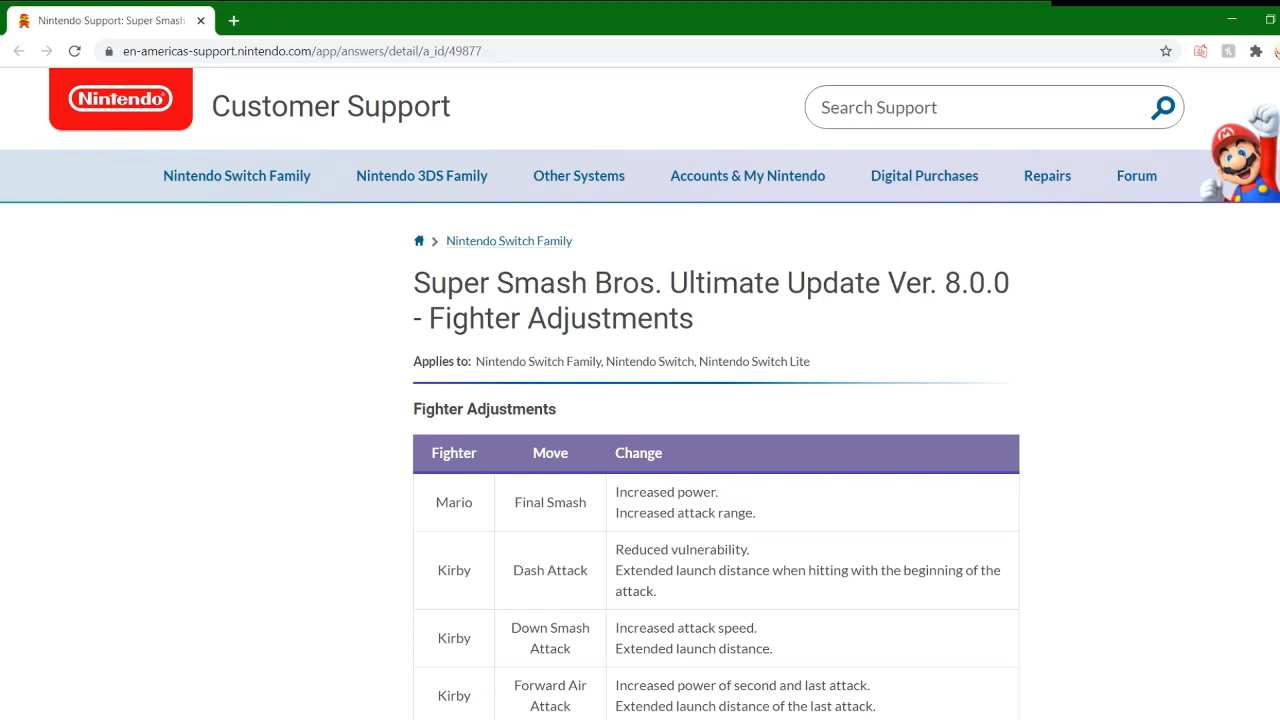 Nintendo Support: Super Smash
en-americas-support.nintendo.com/app/answers/detail/a_id/49877
Nintendo
Customer Support
Search Support
Nintendo Switch Family
Nintendo 3DS Family
Other Systems
Accounts & My Nintendo
Digital Purchases
Repairs
Forum
Nintendo Switch Family
Super Smash Bros. Ultimate Update Ver. 8.0.0
- Fighter Adjustments
Applies to: Nintendo Switch Family, Nintendo Switch, Nintendo Switch Lite
Fighter Adjustments
Fighter Move Change
Mario
Final Smash
Increased power.
Increased attack range.
Kirby
Dash Attack
Reduced vulnerability.
Extended launch distance when hitting with the beginning of the
attack.
Kirby
Down Smash
Attack
Increased attack speed.
Extended launch distance.
Kirby
Forward Air
Attack
Increased power of second and last attack.
Extended launch distance of the last attack.